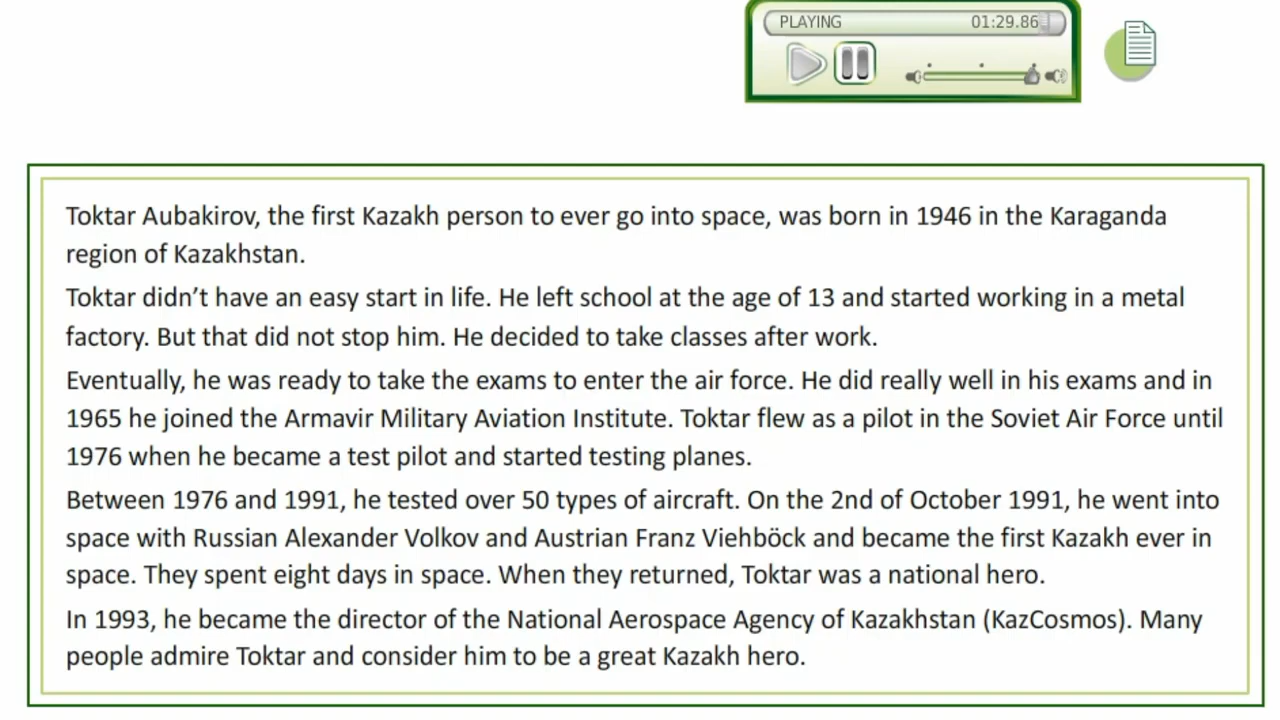 PLAYING 01:29.86
Toktar Aubakirov, the first Kazakh person to ever go into space, was born in 1946 in the Karaganda
region of Kazakhstan.
Toktar didn’t have an easy start in life. He left school at the age of 13 and started working in a metal
factory. But that did not stop him. He decided to take classes after work.
Eventually, he was ready to take the exams to enter the air force. He did really well in his exams and in
1965 he joined the Armavir Military Aviation Institute. Toktar flew as a pilot in the Soviet Air Force until
1976 when he became a test pilot and started testing planes.
Between 1976 and 1991, he tested over 50 types of aircraft. On the 2nd of October 1991, he went into
space with Russian Alexander Volkov and Austrian Franz Viehböck and became the first Kazakh ever in
space. They spent eight days in space. When they returned, Toktar was a national hero.
In 1993, he became the director of the National Aerospace Agency of Kazakhstan (KazCosmos). Many
people admire Toktar and consider him to be a great Kazakh hero.